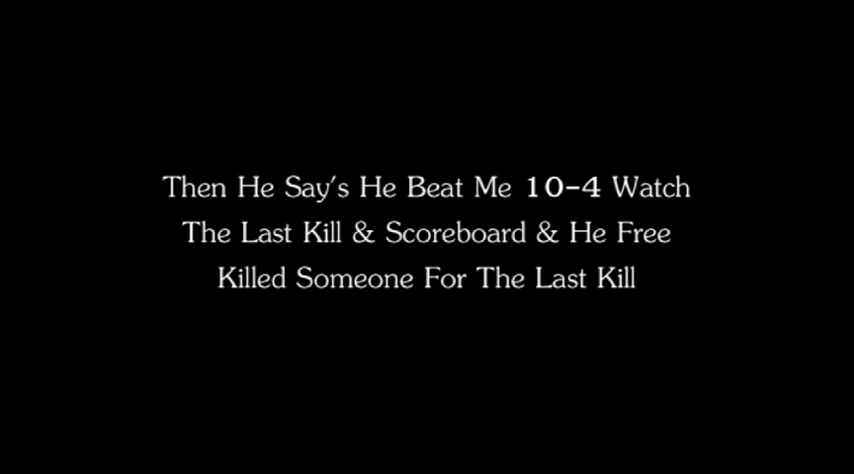 Then He Say's He Beat Me 10-4 Watch
The Last Kill & Scoreboard & He Free
Killed Someone For The Last Kill